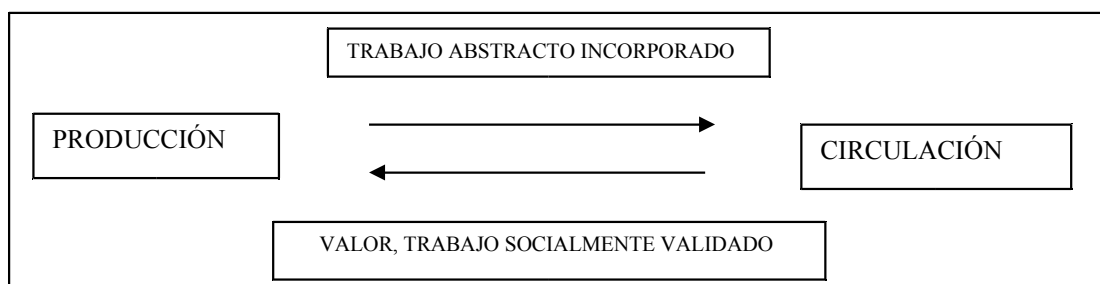 TRABAJO ABSTRACTO INCORPORADO
PRODUCCIÓN
CIRCULACIÓN
VALOR, TRABAJO SOCIALMENTE VALIDADO